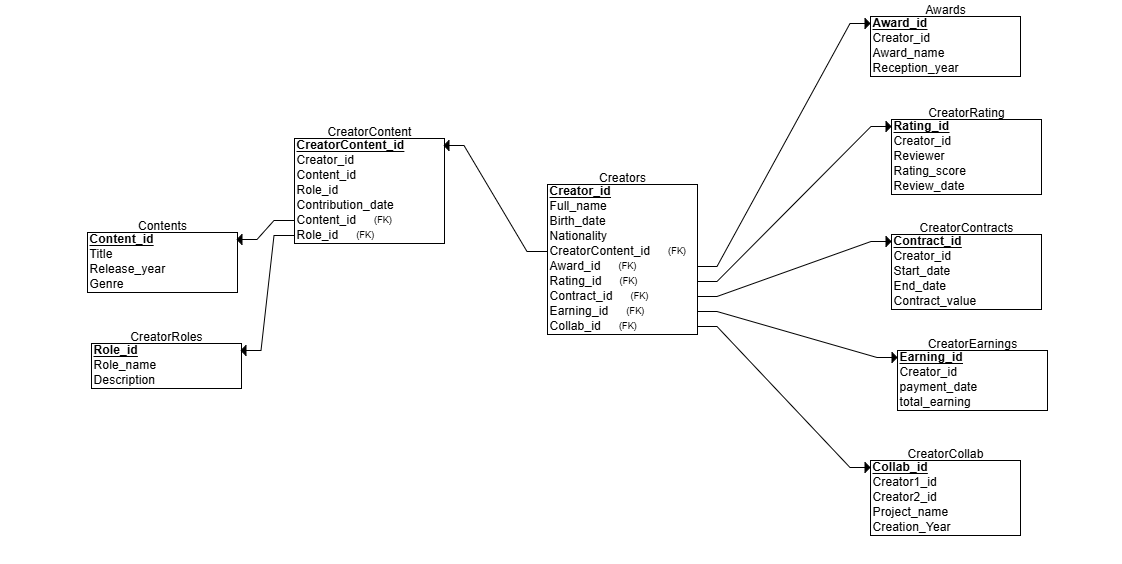 Awards
Award_id
Creator_id
Award_name
Reception_year
CreatorRating
Rating_id
Creator_id
Reviewer
Rating_score
Review_date
CreatorContent
CreatorContent_id
Creator_id
Content_id
Role_id
Contribution_date
Content_id (FK)
Role_id (FK)
Creators
Creator_id
Full_name
Birth_date
Nationality
CreatorContent_id (FK)
Award_id (FK)
Rating_id (FK)
Contract_id (FK)
Earning_id (FK)
Collab_id (FK)
Contents
Content_id
Title
Release_year
Genre
CreatorContracts
Contract_id
Creator_id
Start_date
End_date
Contract_value
CreatorRoles
Role_id
Role_name
Description
CreatorEarnings
Earning_id
Creator_id
payment_date
total_earning
CreatorCollab
Collab_id
Creator1_id
Creator2_id
Project_name
Creation_Year